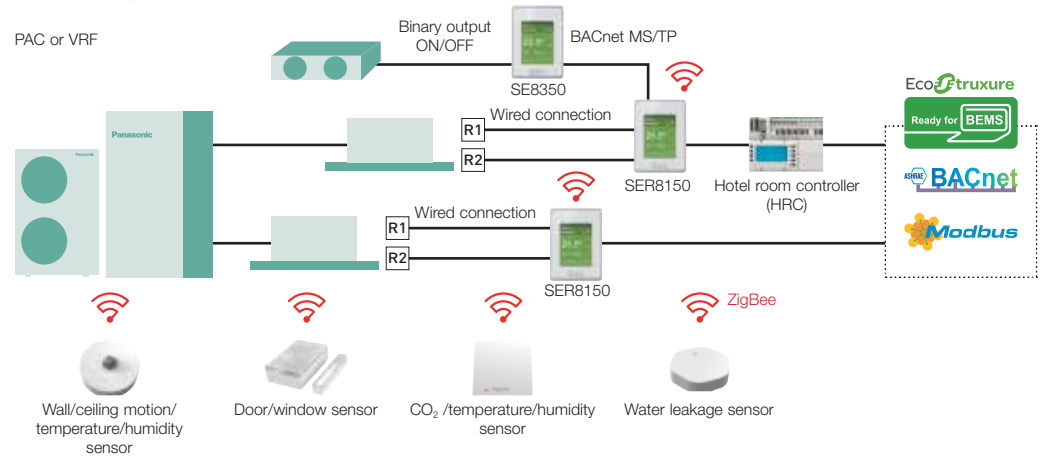 PAC or VRF
Binary output
ON/OFF
BACnet MS/TP
SE8350
Panasonic
Panasonic
R1
Wired connection
R2
SER8150
Hotel room controller
(HRC)
EcoStruxure
Ready for BEMS
ASHRAE BACnet
Modbus
R1
Wired connection
R2
SER8150
ZigBee
Wall/ceiling motion/
temperature/humidity
sensor
Door/window sensor
CO₂ /temperature/humidity
sensor
Water leakage sensor